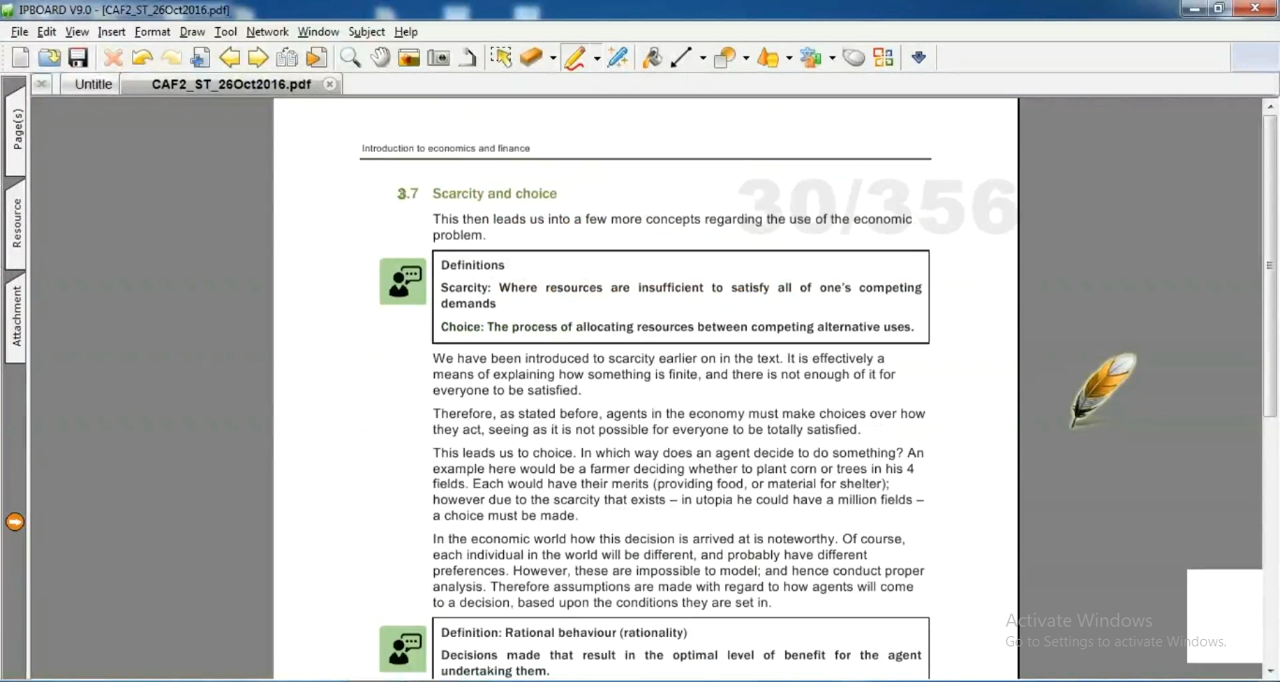 IPBOARD V9.0 - [CAF2_ST_26Oct2016.pdf]
File Edit View Insert Format Draw Tool Network Window Subject Help
Untitle CAF2_ST_26Oct2016.pdf
Page(s)
Resource
Attachment
Introduction to economics and finance
30/356
3.7 Scarcity and choice
This then leads us into a few more concepts regarding the use of the economic
problem.
Definitions
Scarcity: Where resources are insufficient to satisfy all of one's competing
demands
Choice: The process of allocating resources between competing alternative uses.
We have been introduced to scarcity earlier on in the text. It is effectively a
means of explaining how something is finite, and there is not enough of it for
everyone to be satisfied.
Therefore, as stated before, agents in the economy must make choices over how
they act, seeing as it is not possible for everyone to be totally satisfied.
This leads us to choice. In which way does an agent decide to do something? An
example here would be a farmer deciding whether to plant corn or trees in his 4
fields. Each would have their merits (providing food, or material for shelter);
however due to the scarcity that exists – in utopia he could have a million fields –
a choice must be made.
In the economic world how this decision is arrived at is noteworthy. Of course,
each individual in the world will be different, and probably have different
preferences. However, these are impossible to model; and hence conduct proper
analysis. Therefore assumptions are made with regard to how agents will come
to a decision, based upon the conditions they are set in.
Definition: Rational behaviour (rationality)
Decisions made that result in the optimal level of benefit for the agent
undertaking them.
Activate Windows
Go to Settings to activate Windows.